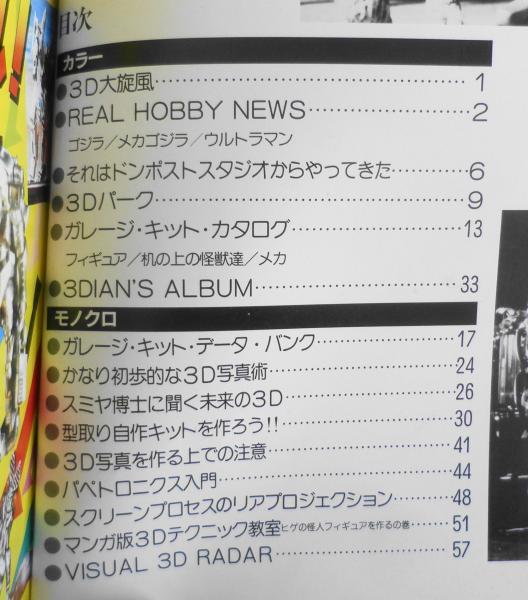 目次
カラー
●3D大旋風……………………………………1
●REAL HOBBY NEWS……………………2
ゴジラ／メカゴジラ／ウルトラマン
●それはドンポストスタジオからやってきた…………6
●3Dパーク……………………………………9
●ガレージ・キット・カタログ……………………13
フィギュア／机の上の怪獣達／メカ
●3DIAN'S ALBUM…………………………33
モノクロ
●ガレージ・キット・データ・バンク………………17
●かなり初歩的な3D写真術……………………24
●スミヤ博士に聞く未来の3D…………………26
●型取り自作キットを作ろう!!…………………30
●3D写真を作る上での注意……………………41
●パペトロニクス入門……………………………44
●スクリーンプロセスのリアプロジェクション………48
●マンガ版3Dテクニック教室ヒゲの怪人フィギュアを作るの巻…51
●VISUAL 3D RADAR………………………57